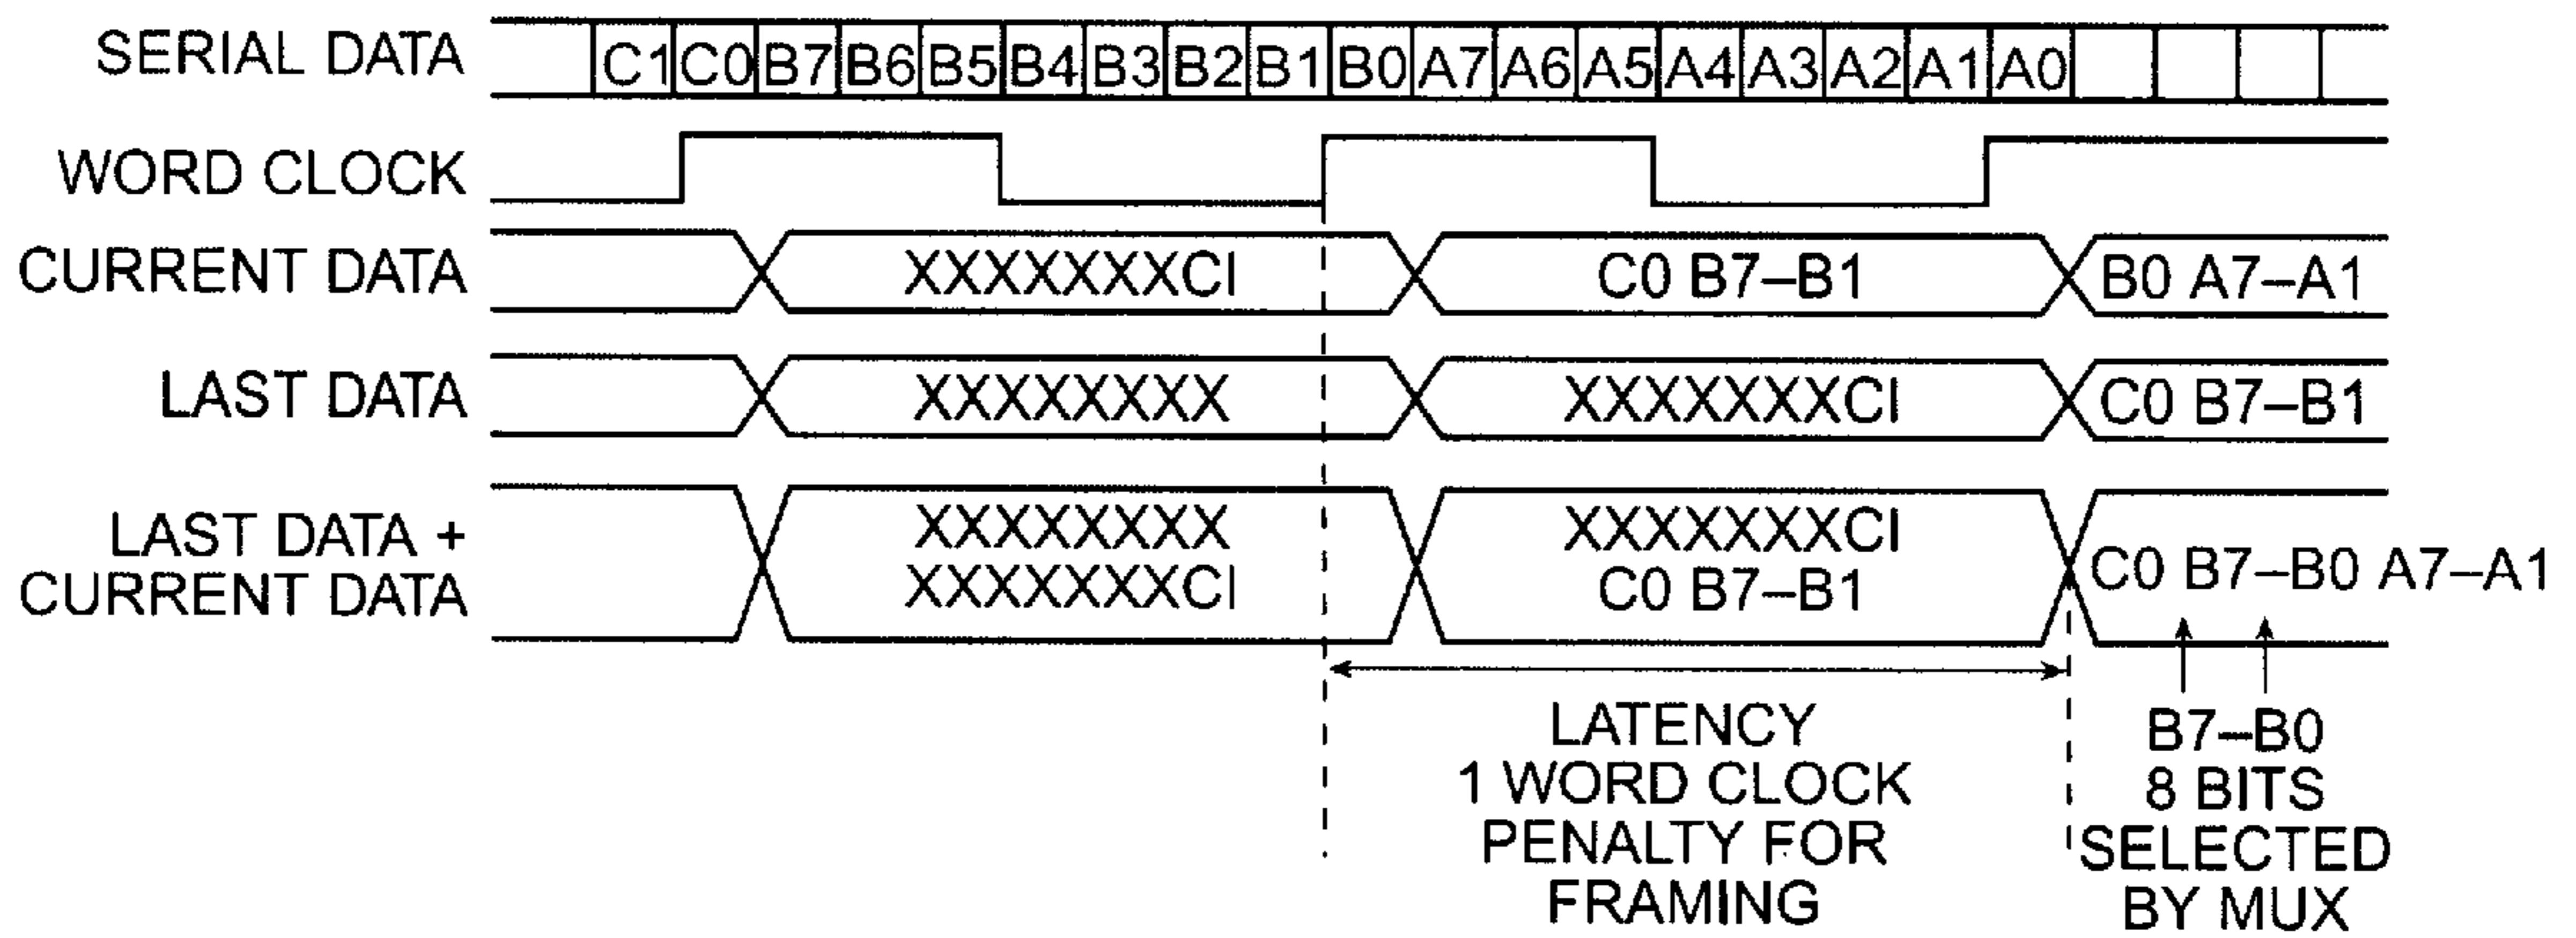 SERIAL DATA C1 C0 B7 B6 B5 B4 B3 B2 B1 B0 A7 A6 A5 A4 A3 A2 A1 A0
WORD CLOCK
CURRENT DATA XXXXXXXCI C0 B7–B1 B0 A7–A1
LAST DATA XXXXXXXX XXXXXXXCI C0 B7–B1
LAST DATA + XXXXXXXX XXXXXXXCI
CURRENT DATA XXXXXXXCI C0 B7–B1 C0 B7–B0 A7–A1
LATENCY
1 WORD CLOCK
PENALTY FOR
FRAMING
B7–B0
8 BITS
SELECTED
BY MUX